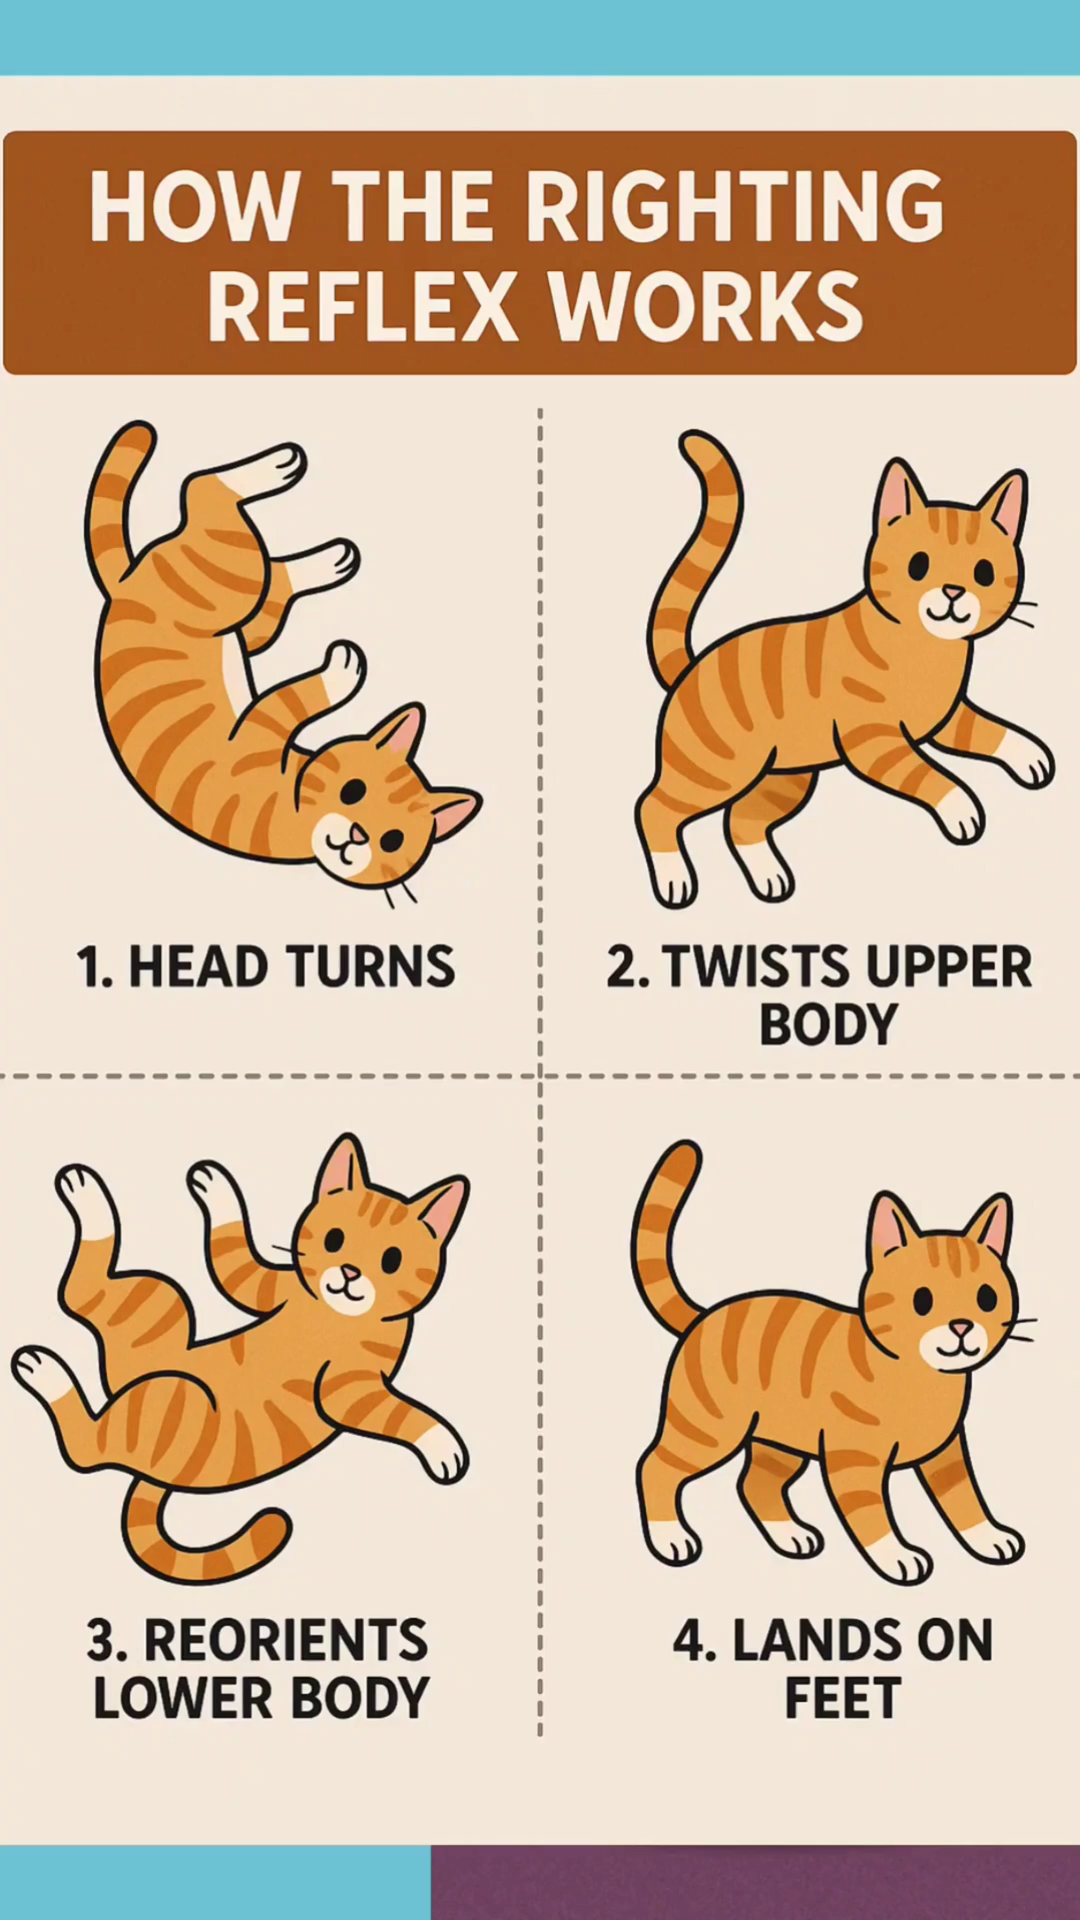 HOW THE RIGHTING
REFLEX WORKS
1. HEAD TURNS
2. TWISTS UPPER
BODY
3. REORIENTS
LOWER BODY
4. LANDS ON
FEET